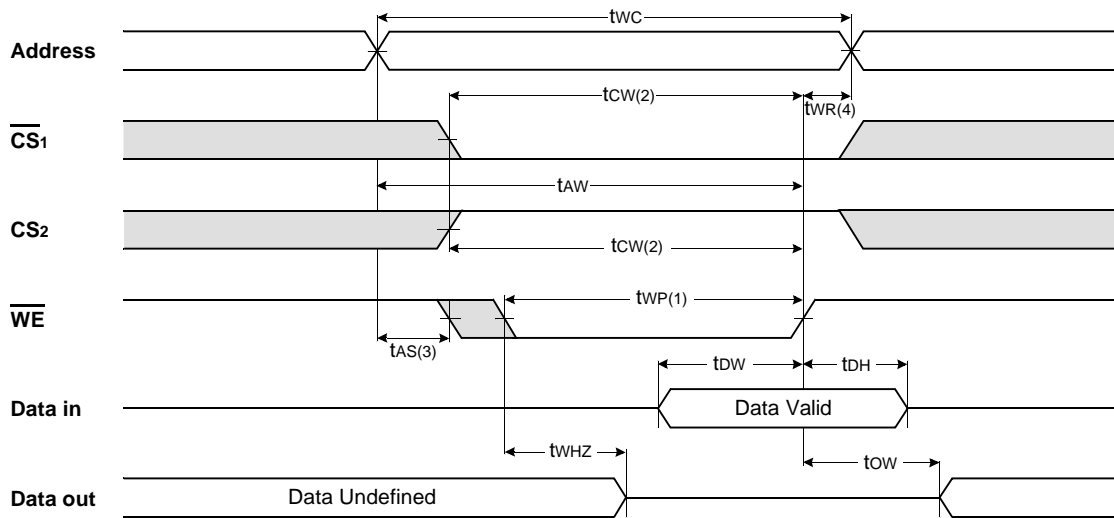 tWC
Address
tCW(2)
tWR(4)
CS1
tAW
CS2
tCW(2)
tWP(1)
WE
tAS(3)
tDW
tDH
Data in
Data Valid
tWHZ
tOW
Data out
Data Undefined